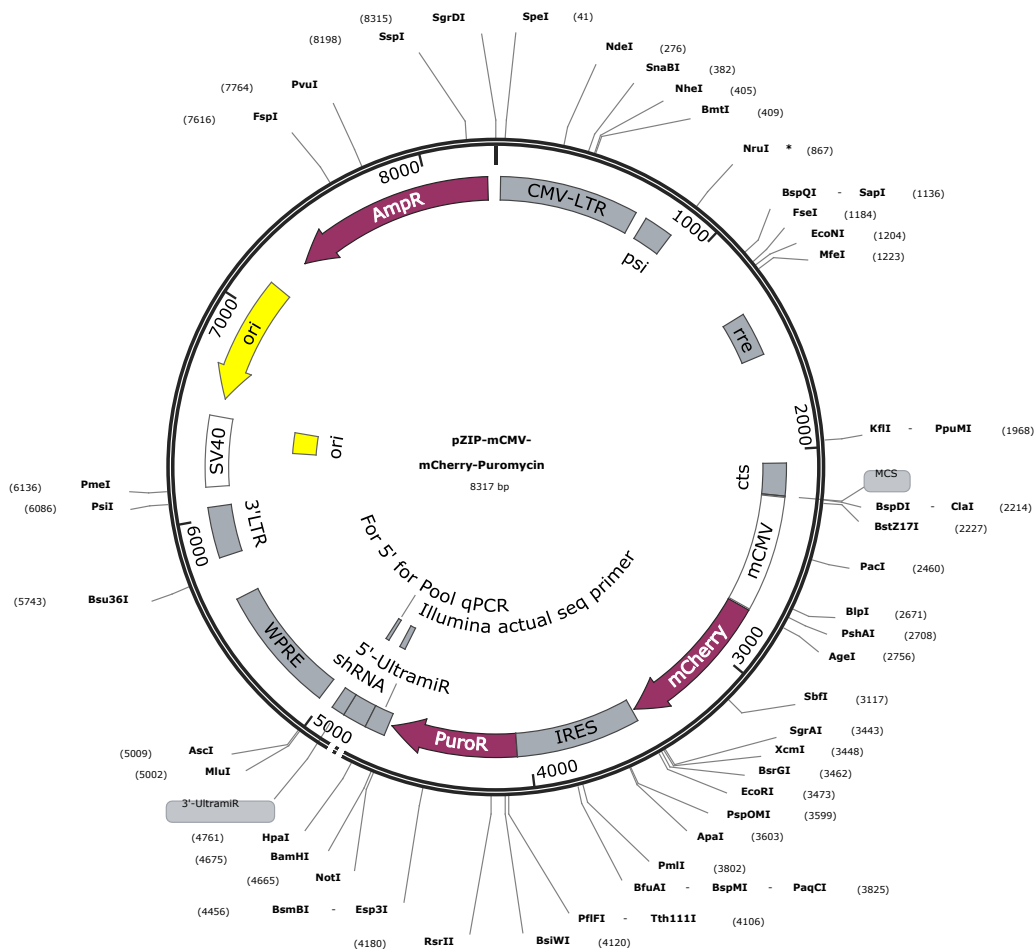 (8315) SgrDI
SpeI (41)
(8198) SspI
NdeI (276)
SnaBI (382)
(7764) PvuI
NheI (405)
BmtI (409)
(7616) FspI
NruI * (867)
BspQI - SapI (1136)
FseI (1184)
EcoNI (1204)
MfeI (1223)
8000
1000
CMV-LTR
AmpR
psi
7000
ori
rre
2000
KflI - PpuMI (1968)
pZIP-mCMV-
mCherry-Puromycin
8317 bp
SV40
ori
cts
MCS
(6136) PmeI
(6086) PsiI
BspDI - ClaI (2214)
BstZ17I (2227)
3'LTR
6000
mCMV
PacI (2460)
(5743) Bsu36I
For 5' for Pool qPCR
Illumina actual seq primer
BlpI (2671)
PshAI (2708)
AgeI (2756)
WPRE
5'-UltramiR
shRNA
mCherry
3000
SbfI (3117)
5000
PuroR
IRES
4000
SgrAI (3443)
XcmI (3448)
BsrGI (3462)
EcoRI (3473)
PspOMI (3599)
ApaI (3603)
(5009) AscI
(5002) MluI
3'-UltramiR
(4761) HpaI
(4675) BamHI
(4665) NotI
(4456) BsmBI - Esp3I
(4180) RsrII
PmlI (3802)
BfuAI - BspMI - PaqCI (3825)
PflFI - Tth111I (4106)
BsiWI (4120)